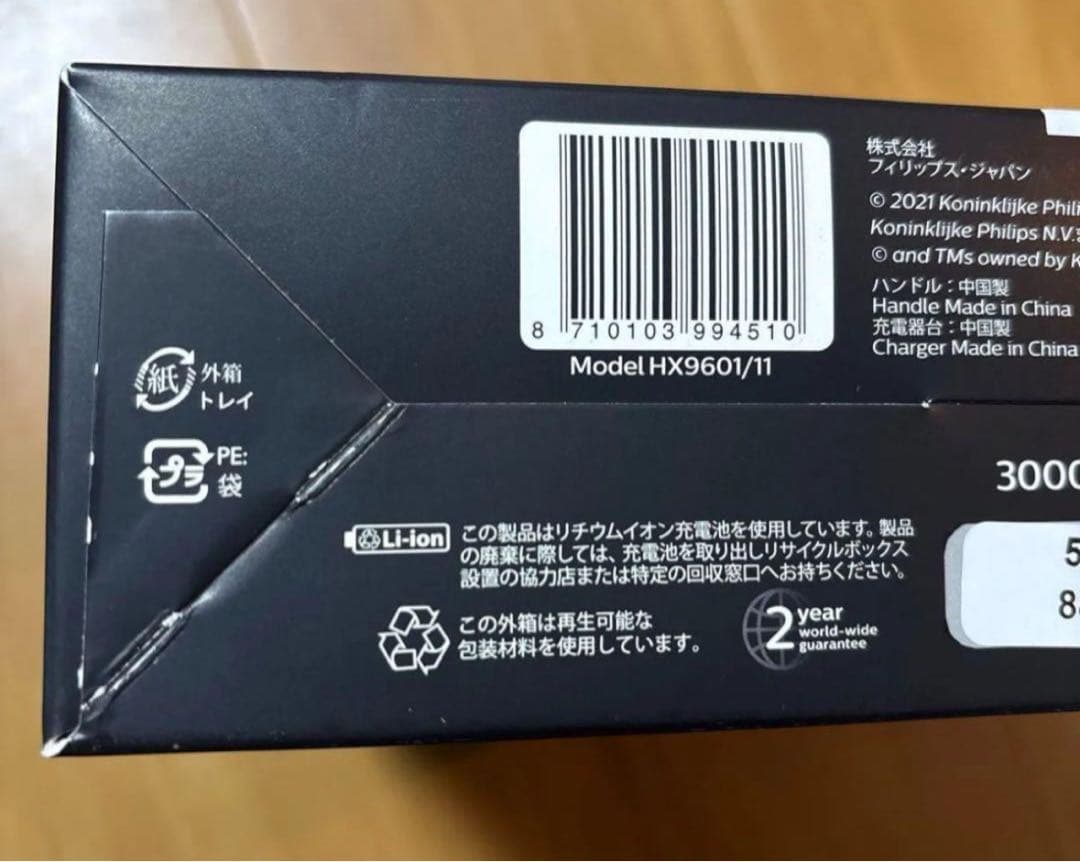 8 710103 994510
Model HX9601/11
株式会社
フィリップス・ジャパン
© 2021 Koninklijke
Koninklijke Philips N.V.
© and TMs owned by
ハンドル：中国製
Handle Made in China
充電器台：中国製
Charger Made in China
紙 外箱
トレイ
プラ PE:
袋
Li-ion
この製品はリチウムイオン充電池を使用しています。製品
の廃棄に際しては、充電池を取り出しリサイクルボックス
設置の協力店または特定の回収窓口へお持ちください。
この外箱は再生可能な
包装材料を使用しています。
2 year
world-wide
guarantee